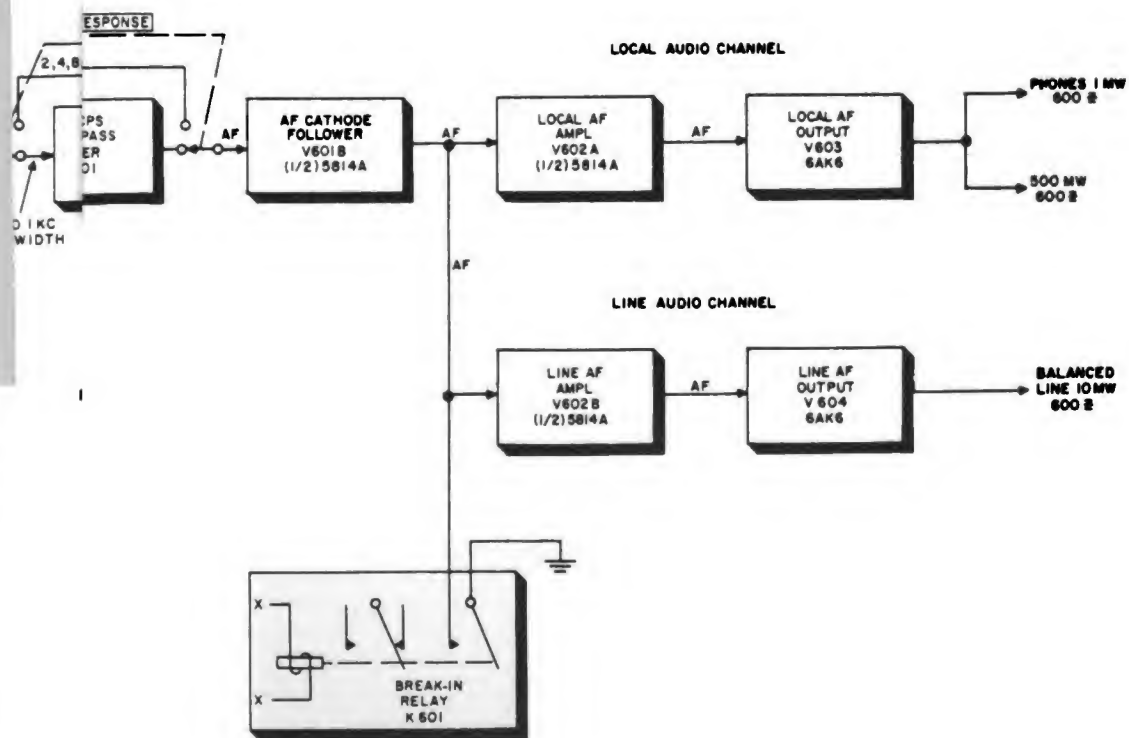 ESPONSE
2,4,8
CPS
PASS
ER
01
D 1 KC
WIDTH
AF
AF CATHODE
FOLLOWER
V601B
(1/2) 5814A
AF
LOCAL AUDIO CHANNEL
LOCAL AF
AMPL
V602A
(1/2) 5814A
AF
LOCAL AF
OUTPUT
V603
6AK6
PHONES 1 MW
600 Ω
500 MW
600 Ω
AF
LINE AUDIO CHANNEL
LINE AF
AMPL
V602B
(1/2) 5814A
AF
LINE AF
OUTPUT
V 604
6AK6
BALANCED
LINE 10 MW
600 Ω
X
X
BREAK-IN
RELAY
K 601